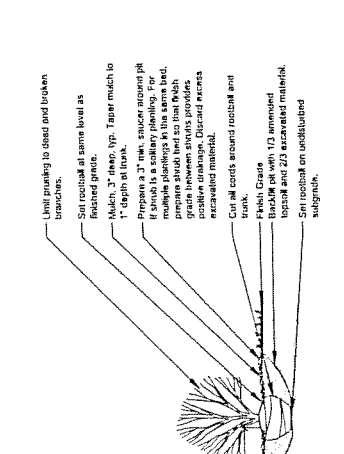 Limit pruning to dead and broken
branches.
Set rootball at same level as
finished grade.
Mulch, 3" deep, typ. Taper mulch to
1" depth at trunk.
Prepare a 3" min. saucer around pit
if shrub is a solitary planting. For
multiple plantings in the same bed,
prepare shrub bed so that finish
grade between shrubs provides
positive drainage. Discard excess
excavated material.
Cut all cords around rootball and
trunk.
Finish Grade
Backfill pit with 1/3 amended
topsoil and 2/3 excavated material.
Set rootball on undisturbed
subgrade.